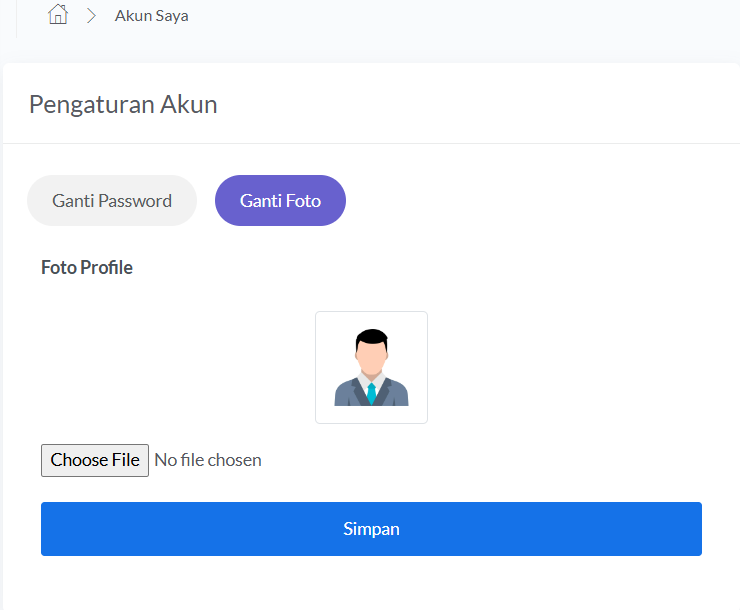 Akun Saya
Pengaturan Akun
Ganti Password Ganti Foto
Foto Profile
Choose File No file chosen
Simpan